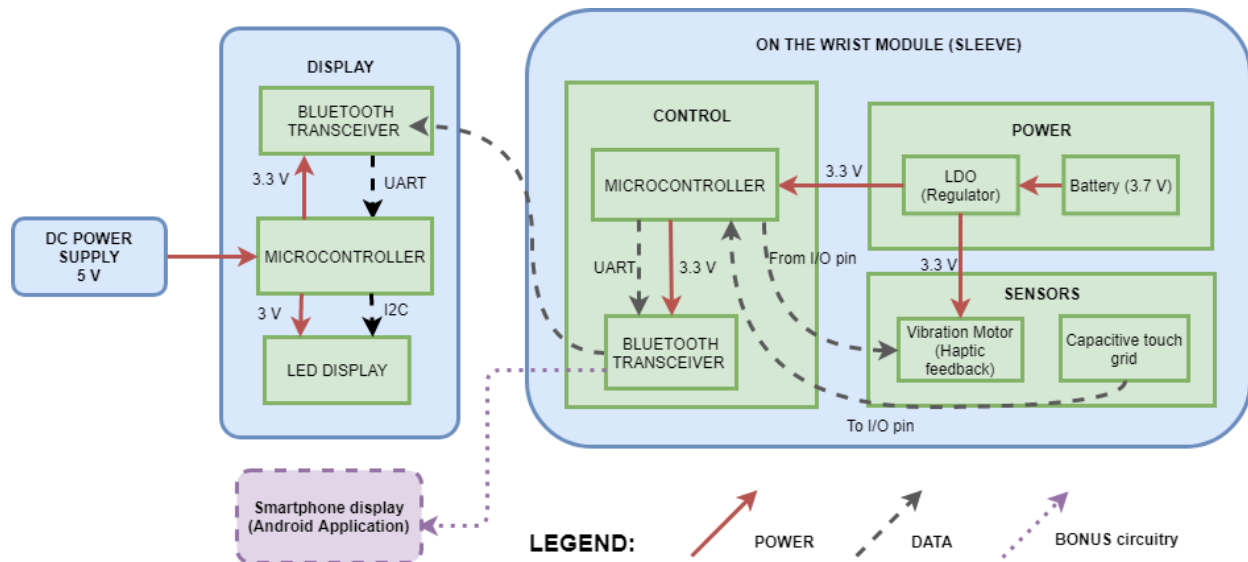 ON THE WRIST MODULE (SLEEVE)
DISPLAY
BLUETOOTH
TRANSCEIVER
3.3 V
UART
MICROCONTROLLER
3 V
I2C
LED DISPLAY
DC POWER
SUPPLY
5 V
CONTROL
MICROCONTROLLER
UART
3.3 V
BLUETOOTH
TRANSCEIVER
3.3 V
POWER
LDO
(Regulator)
Battery (3.7 V)
From I/O pin
3.3 V
SENSORS
Vibration Motor
(Haptic
feedback)
Capacitive touch
grid
To I/O pin
Smartphone display
(Android Application)
LEGEND:
POWER
DATA
BONUS circuitry